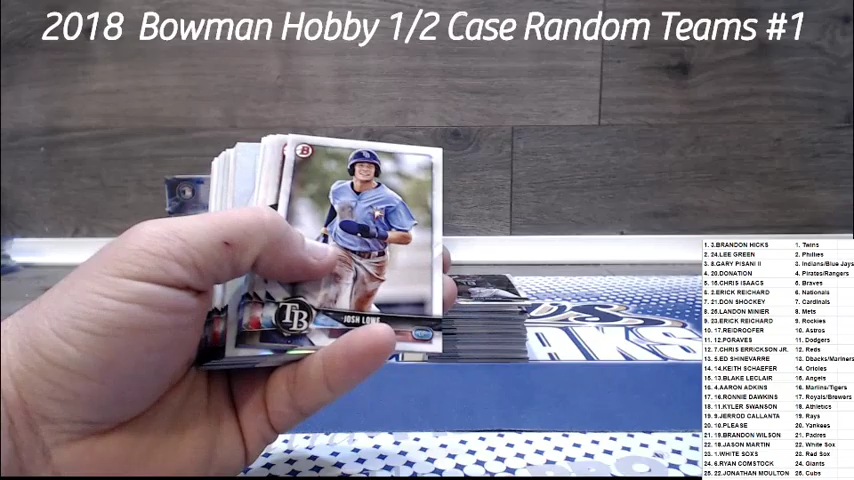 2018 Bowman Hobby 1/2 Case Random Teams #1
B
TB
JOSH LOWE
AKS
1. 3.BRANDON HICKS 1. Twins
2. 24.LEE GREEN 2. Phillies
3. 8.GARY PISANI II 3. Indians/Blue Jays
4. 20.DONATION 4. Pirates/Rangers
5. 15.CHRIS ISAACS 5. Braves
6. 2.ERICK REICHARD 6. Nationals
7. 21.DON SHOCKEY 7. Cardinals
8. 26.LANDON MINIER 8. Mets
9. 23.ERICK REICHARD 9. Rockies
10. 17.REIDROOFER 10. Astros
11. 12.PGRAVES 11. Dodgers
12. 7.CHRIS ERRICKSON JR. 12. Reds
13. 5.ED SHINEVARRE 13. Dbacks/Mariners
14. 14.KEITH SCHAEFER 14. Orioles
15. 13.BLAKE LECLAIR 15. Angels
16. 4.AARON ADKINS 16. Marlins/Tigers
17. 16.RONNIE DAWKINS 17. Royals/Brewers
18. 11.KYLER SWANSON 18. Athletics
19. 9.JERROD CALLANTA 19. Rays
20. 10.PLEASE 20. Yankees
21. 19.BRANDON WILSON 21. Padres
22. 18.JASON MARTIN 22. White Sox
23. 1.WHITE SOXS 23. Red Sox
24. 6.RYAN COMSTOCK 24. Giants
25. 22.JONATHAN MOULTON 25. Cubs